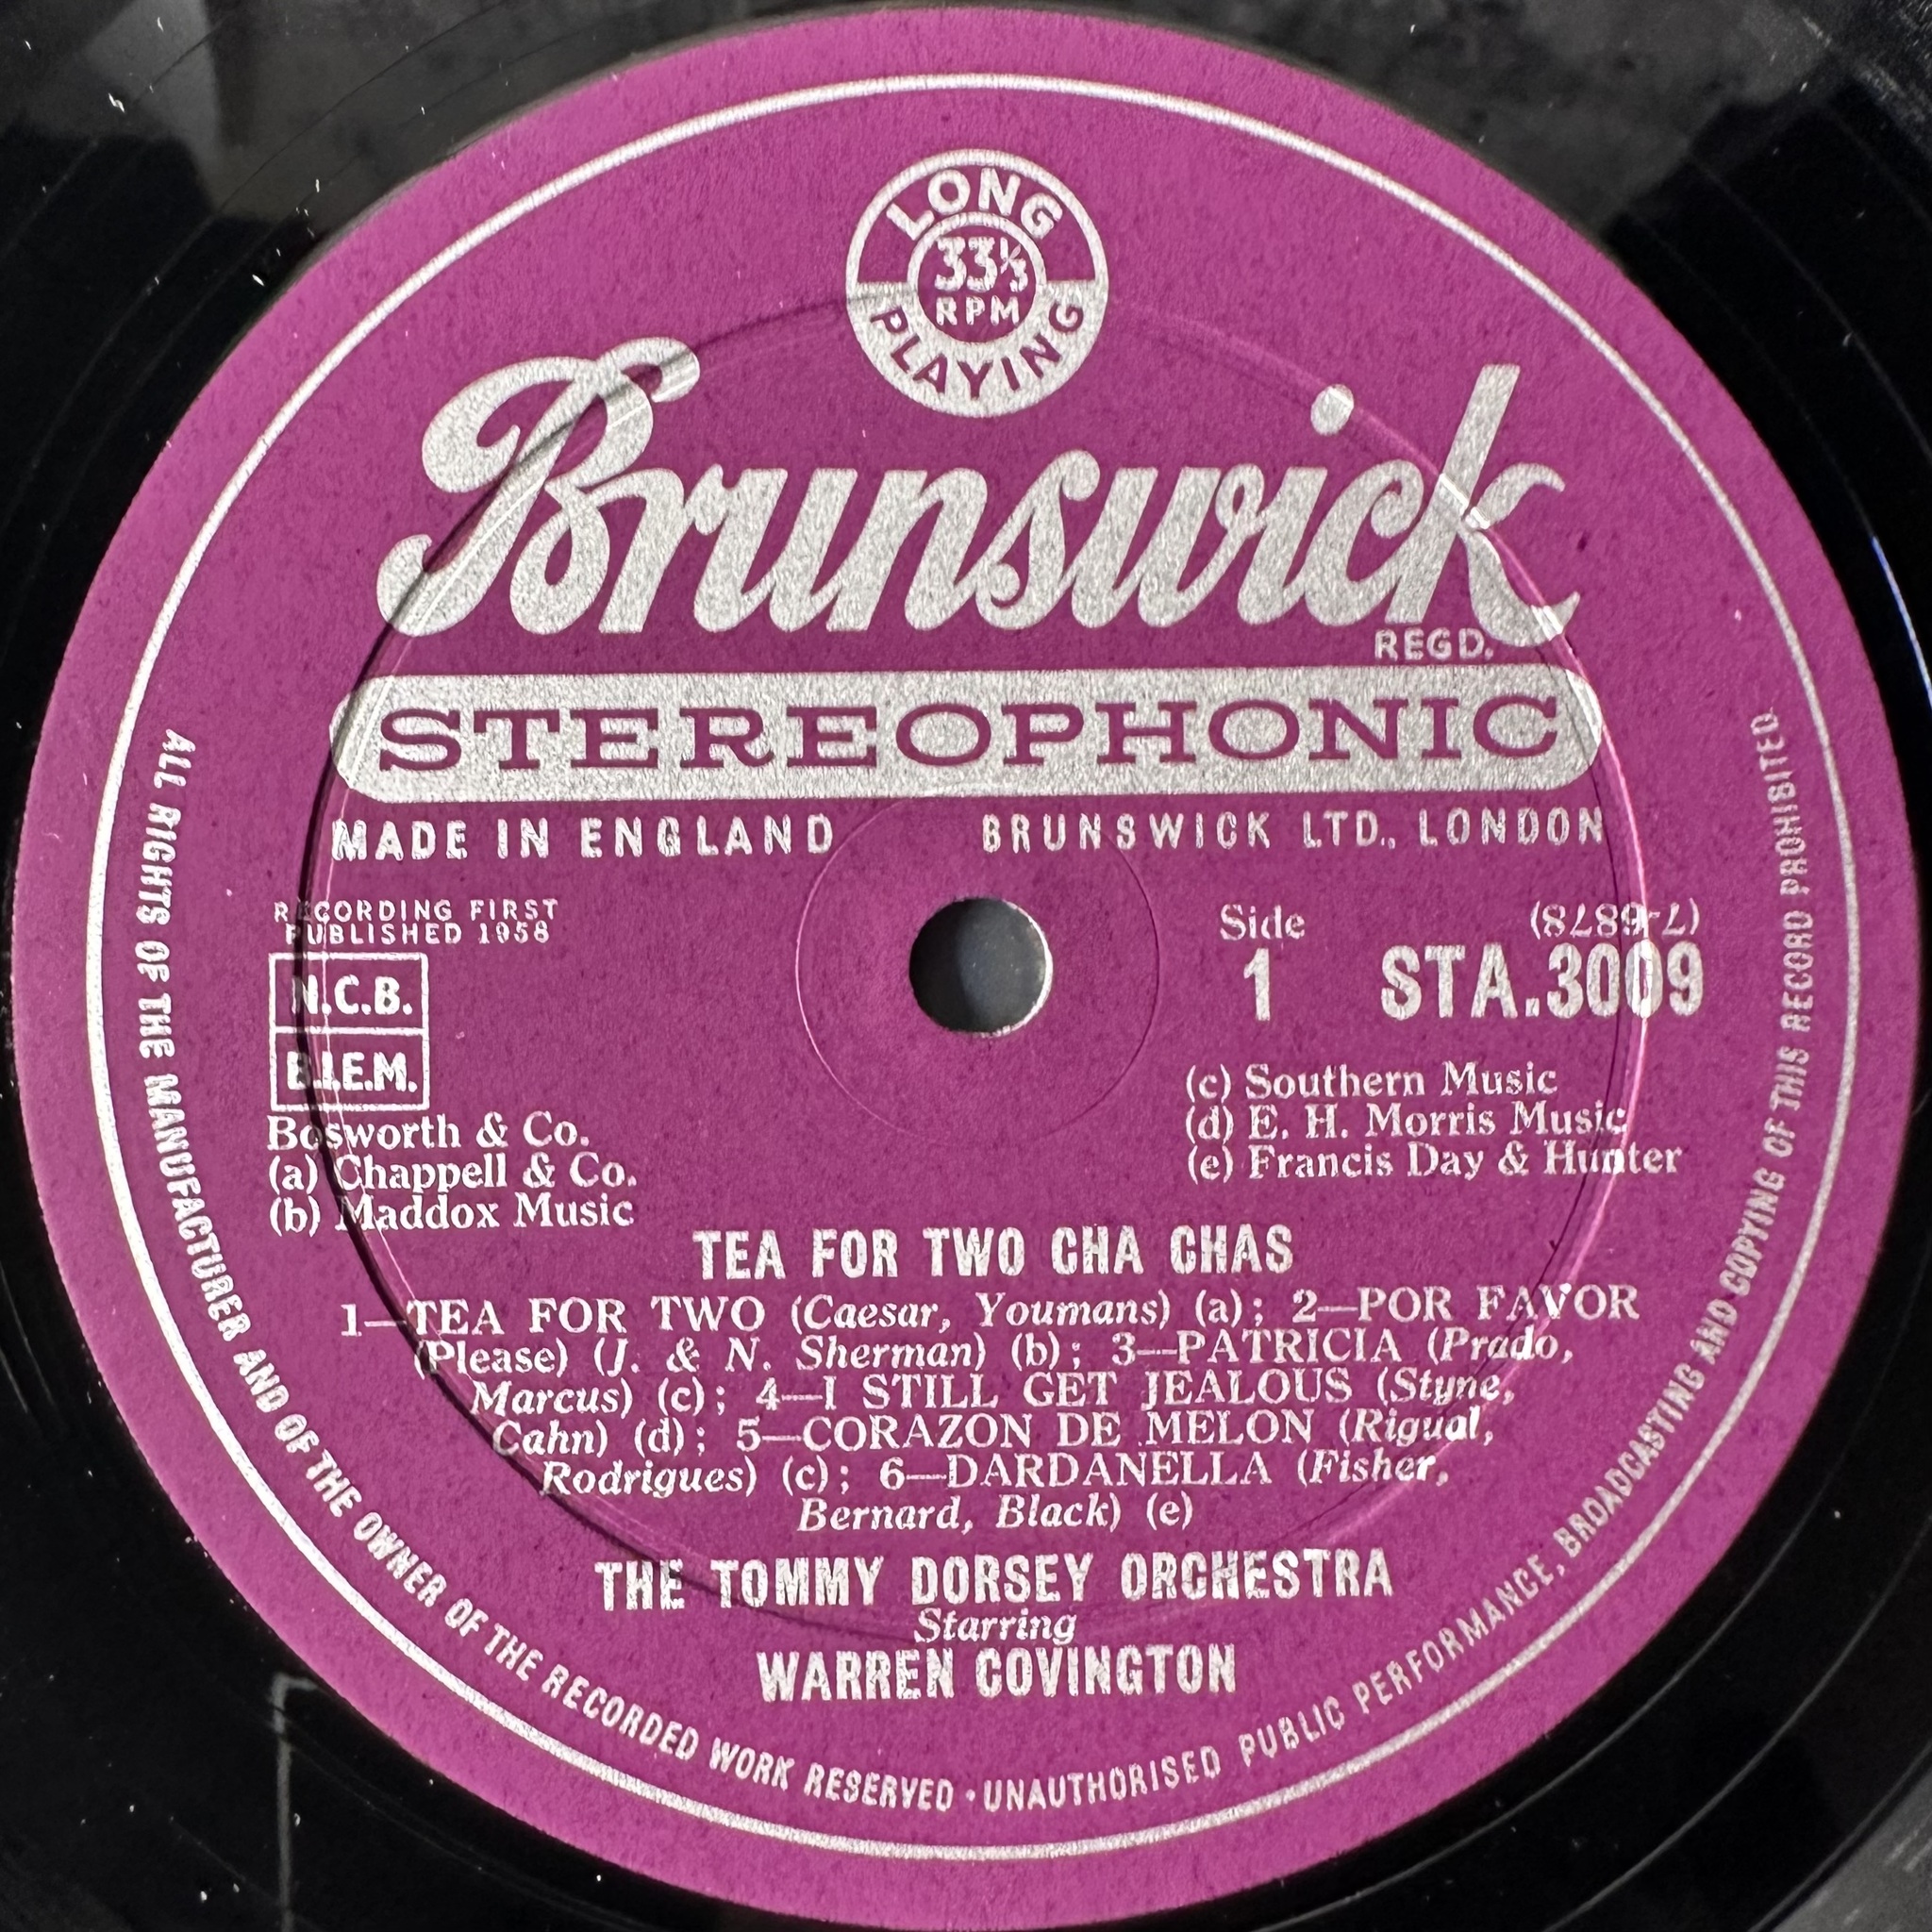 LONG
33⅓
RPM
PLAYING
Brunswick
REGD.
STEREOPHONIC
MADE IN ENGLAND BRUNSWICK LTD., LONDON
RECORDING FIRST
PUBLISHED 1958
N.C.B.
B.I.E.M.
Bosworth & Co.
(a) Chappell & Co.
(b) Maddox Music
Side (7-6878)
1 STA.3009
(c) Southern Music
(d) E. H. Morris Music
(e) Francis Day & Hunter
TEA FOR TWO CHA CHAS
1—TEA FOR TWO (Caesar, Youmans) (a); 2—POR FAVOR
(Please) (J. & N. Sherman) (b); 3—PATRICIA (Prado,
Marcus) (c); 4—I STILL GET JEALOUS (Styne,
Cahn) (d); 5—CORAZON DE MELON (Rigual,
Rodrigues) (c); 6—DARDANELLA (Fisher,
Bernard, Black) (e)
THE TOMMY DORSEY ORCHESTRA
Starring
WARREN COVINGTON
ALL RIGHTS OF THE MANUFACTURER AND OF THE OWNER OF THE RECORDED WORK RESERVED · UNAUTHORISED PUBLIC PERFORMANCE, BROADCASTING AND COPYING OF THIS RECORD PROHIBITED.